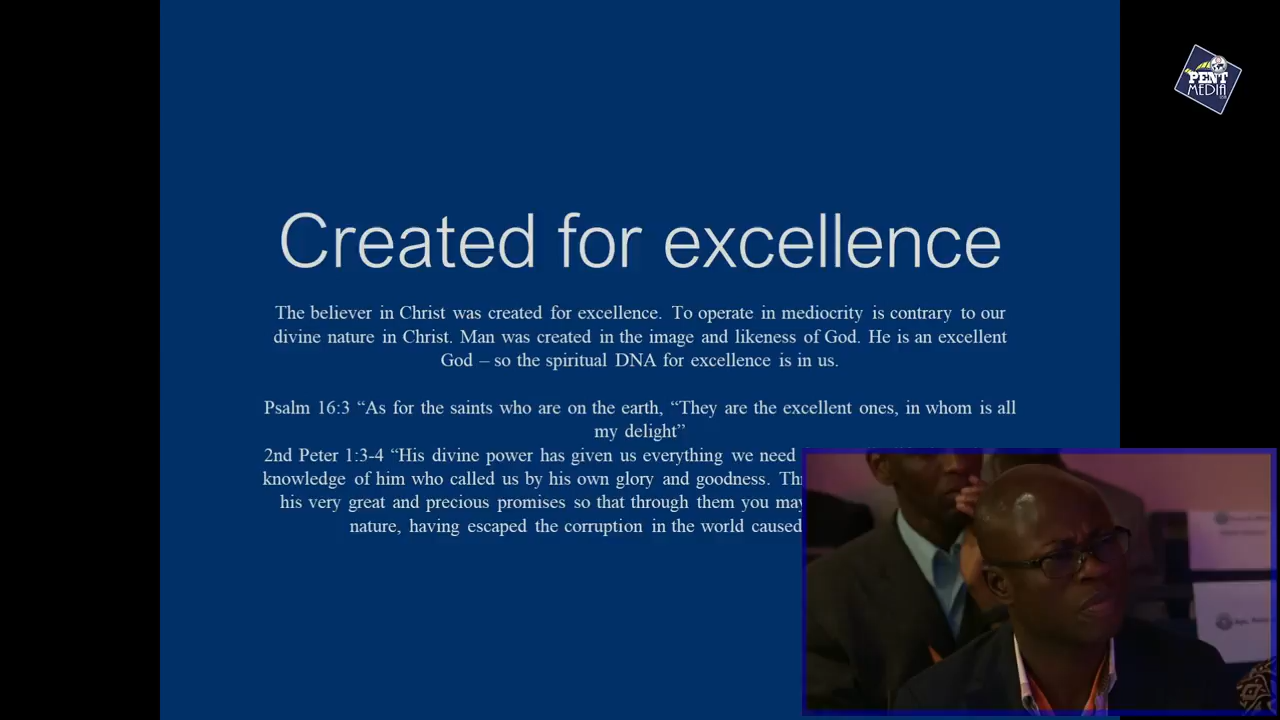 PENT
MEDIA
Created for excellence
The believer in Christ was created for excellence. To operate in mediocrity is contrary to our
divine nature in Christ. Man was created in the image and likeness of God. He is an excellent
God – so the spiritual DNA for excellence is in us.
Psalm 16:3 “As for the saints who are on the earth, “They are the excellent ones, in whom is all
my delight”
2nd Peter 1:3-4 “His divine power has given us everything we need
knowledge of him who called us by his own glory and goodness.
his very great and precious promises so that through them you may
nature, having escaped the corruption in the world caused